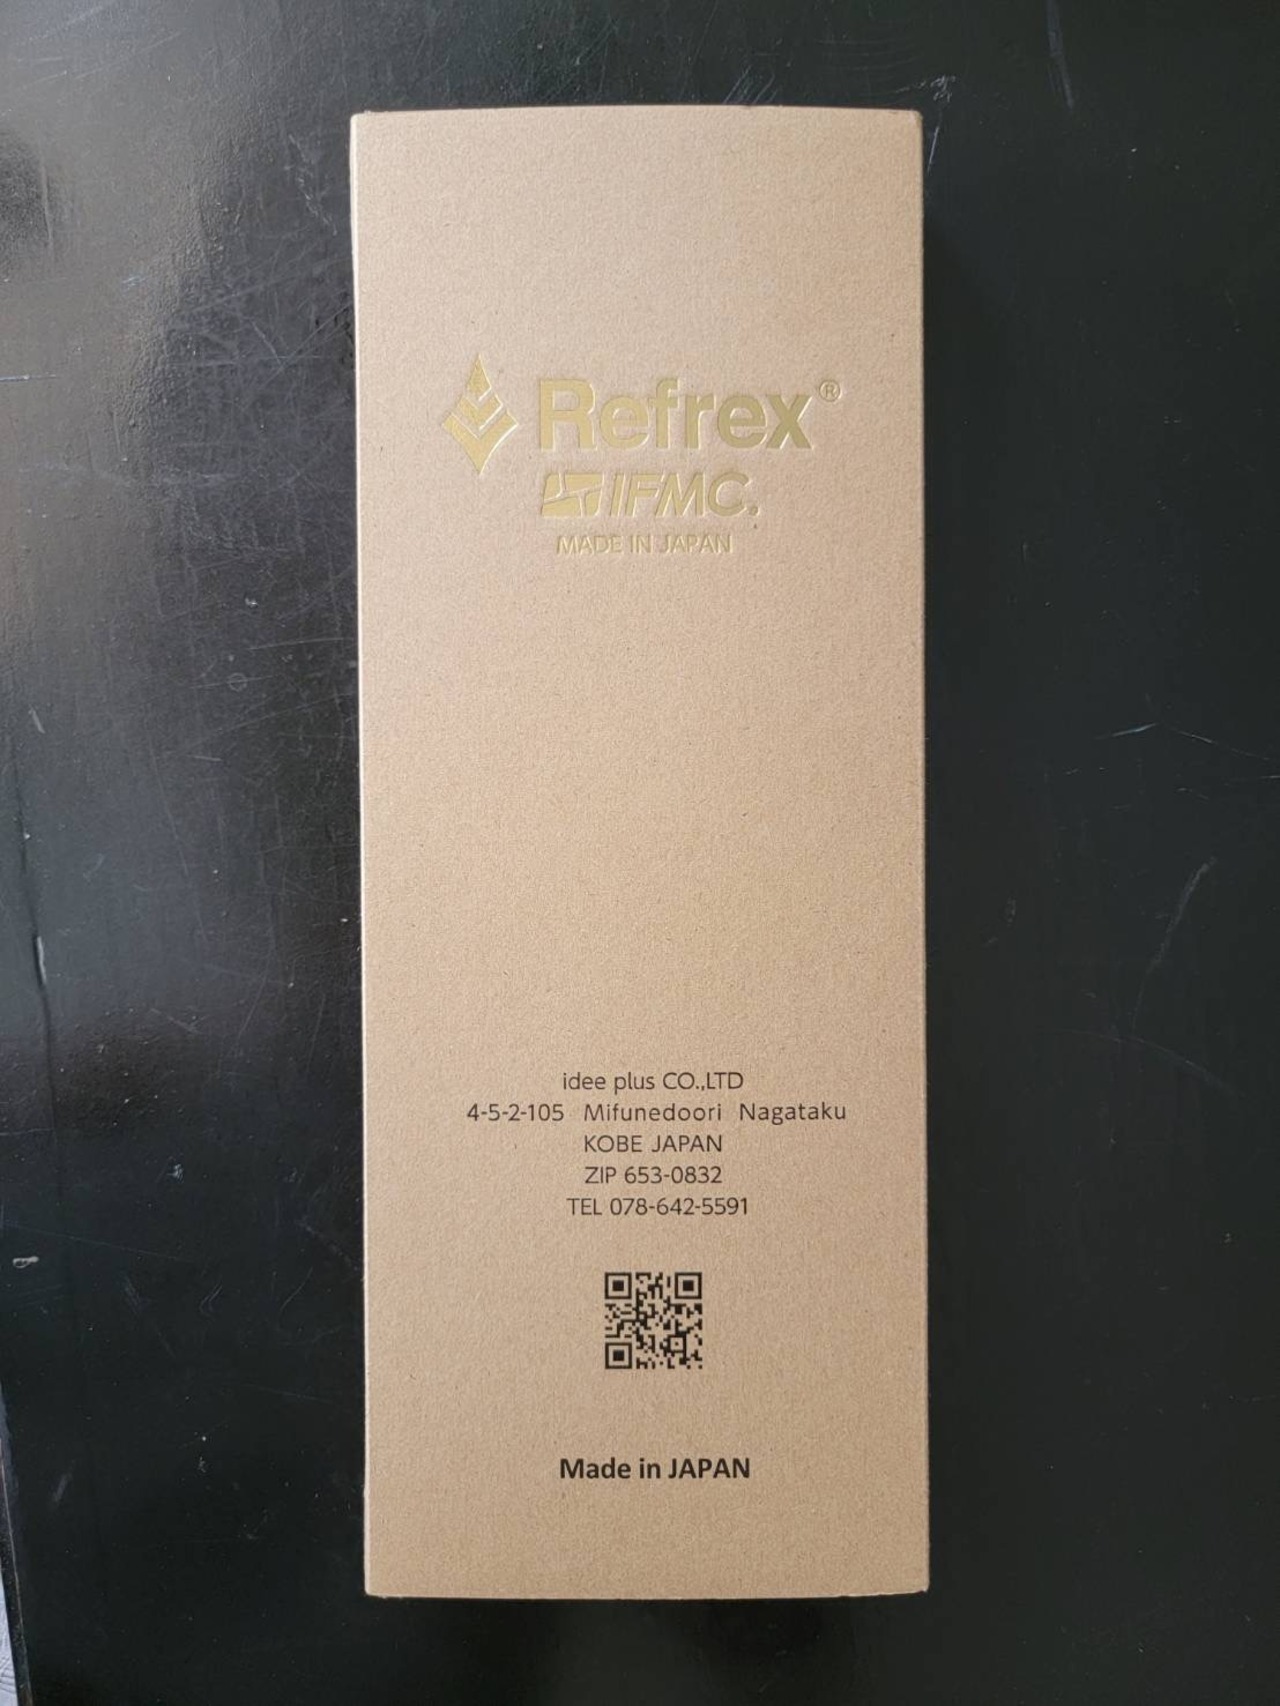 Refrex®
IFMC.
MADE IN JAPAN
idee plus CO.,LTD
4-5-2-105 Mifunedoori Nagataku
KOBE JAPAN
ZIP 653-0832
TEL 078-642-5591
Made in JAPAN